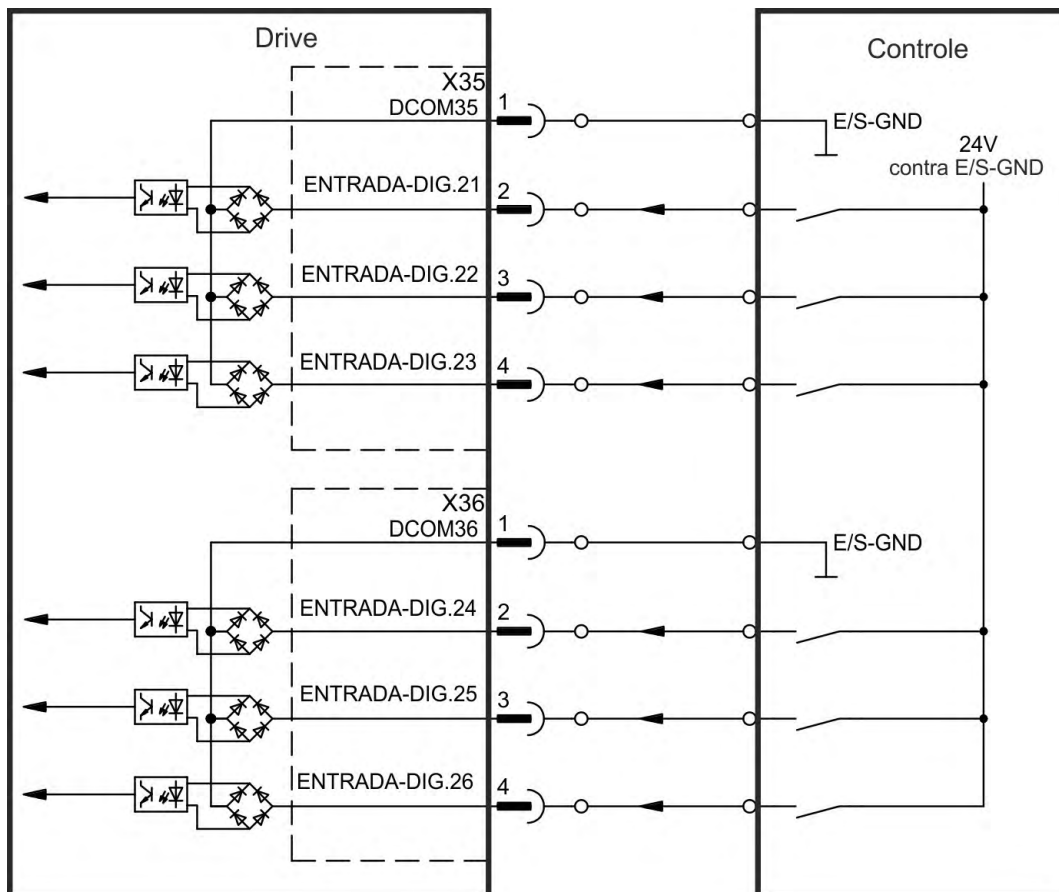 Drive
Controle
X35
DCOM35
1
E/S-GND
24V
contra E/S-GND
ENTRADA-DIG.21
2
ENTRADA-DIG.22
3
ENTRADA-DIG.23
4
X36
DCOM36
1
E/S-GND
ENTRADA-DIG.24
2
ENTRADA-DIG.25
3
ENTRADA-DIG.26
4